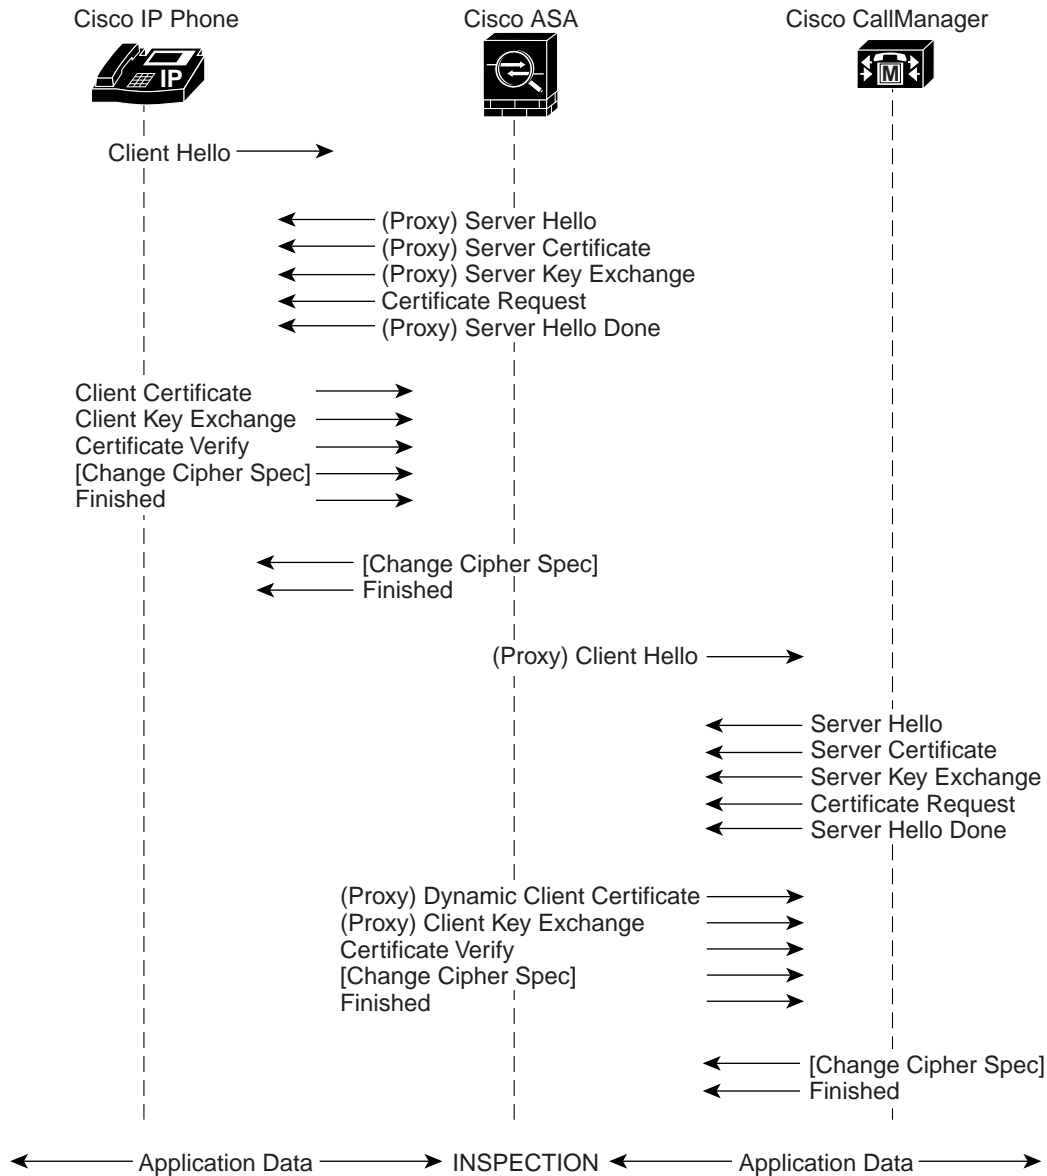 Cisco IP Phone
Cisco ASA
Cisco CallManager
IP
M
Client Hello
(Proxy) Server Hello
(Proxy) Server Certificate
(Proxy) Server Key Exchange
Certificate Request
(Proxy) Server Hello Done
Client Certificate
Client Key Exchange
Certificate Verify
[Change Cipher Spec]
Finished
[Change Cipher Spec]
Finished
(Proxy) Client Hello
Server Hello
Server Certificate
Server Key Exchange
Certificate Request
Server Hello Done
(Proxy) Dynamic Client Certificate
(Proxy) Client Key Exchange
Certificate Verify
[Change Cipher Spec]
Finished
[Change Cipher Spec]
Finished
Application Data
INSPECTION
Application Data